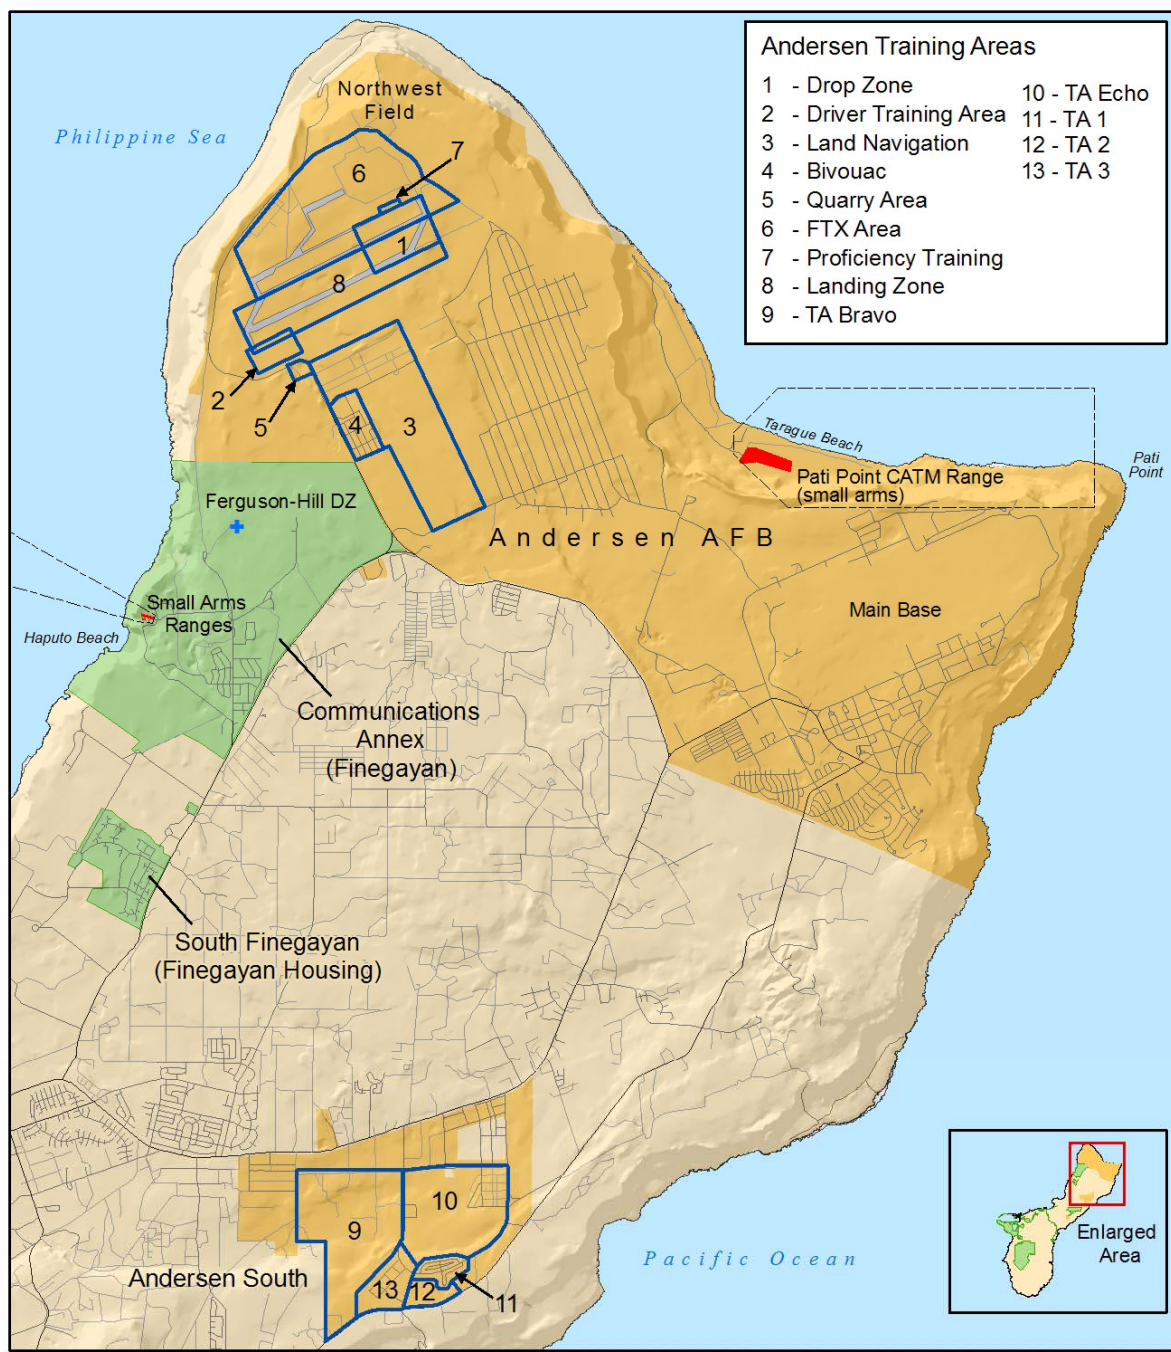 Andersen Training Areas
1 - Drop Zone
2 - Driver Training Area
3 - Land Navigation
4 - Bivouac
5 - Quarry Area
6 - FTX Area
7 - Proficiency Training
8 - Landing Zone
9 - TA Bravo
10 - TA Echo
11 - TA 1
12 - TA 2
13 - TA 3
Northwest
Field
Philippine Sea
7
6
1
8
2
5
4
3
Tarague Beach
Pati
Point
Pati Point CATM Range
(small arms)
Ferguson-Hill DZ
Andersen AFB
Small Arms
Ranges
Haputo Beach
Main Base
Communications
Annex
(Finegayan)
South Finegayan
(Finegayan Housing)
10
9
Andersen South
13
12
11
Pacific Ocean
Enlarged
Area